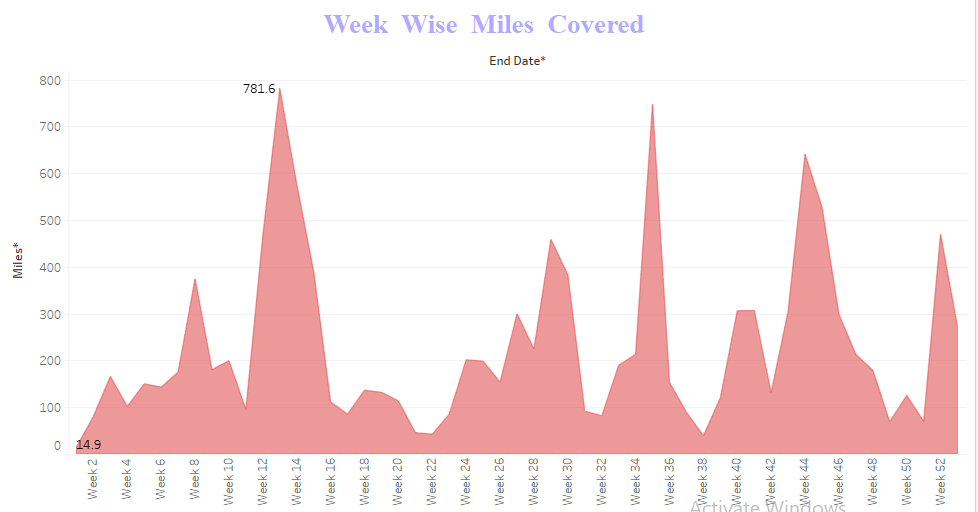 Week Wise Miles Covered
End Date*
800
781.6
700
600
500
400
Miles*
300
200
100
0
14.9
Week 2 Week 4 Week 6 Week 8 Week 10 Week 12 Week 14 Week 16 Week 18 Week 20 Week 22 Week 24 Week 26 Week 28 Week 30 Week 32 Week 34 Week 36 Week 38 Week 40 Week 42 Week 44 Week 46 Week 48 Week 50 Week 52
Activate Windows